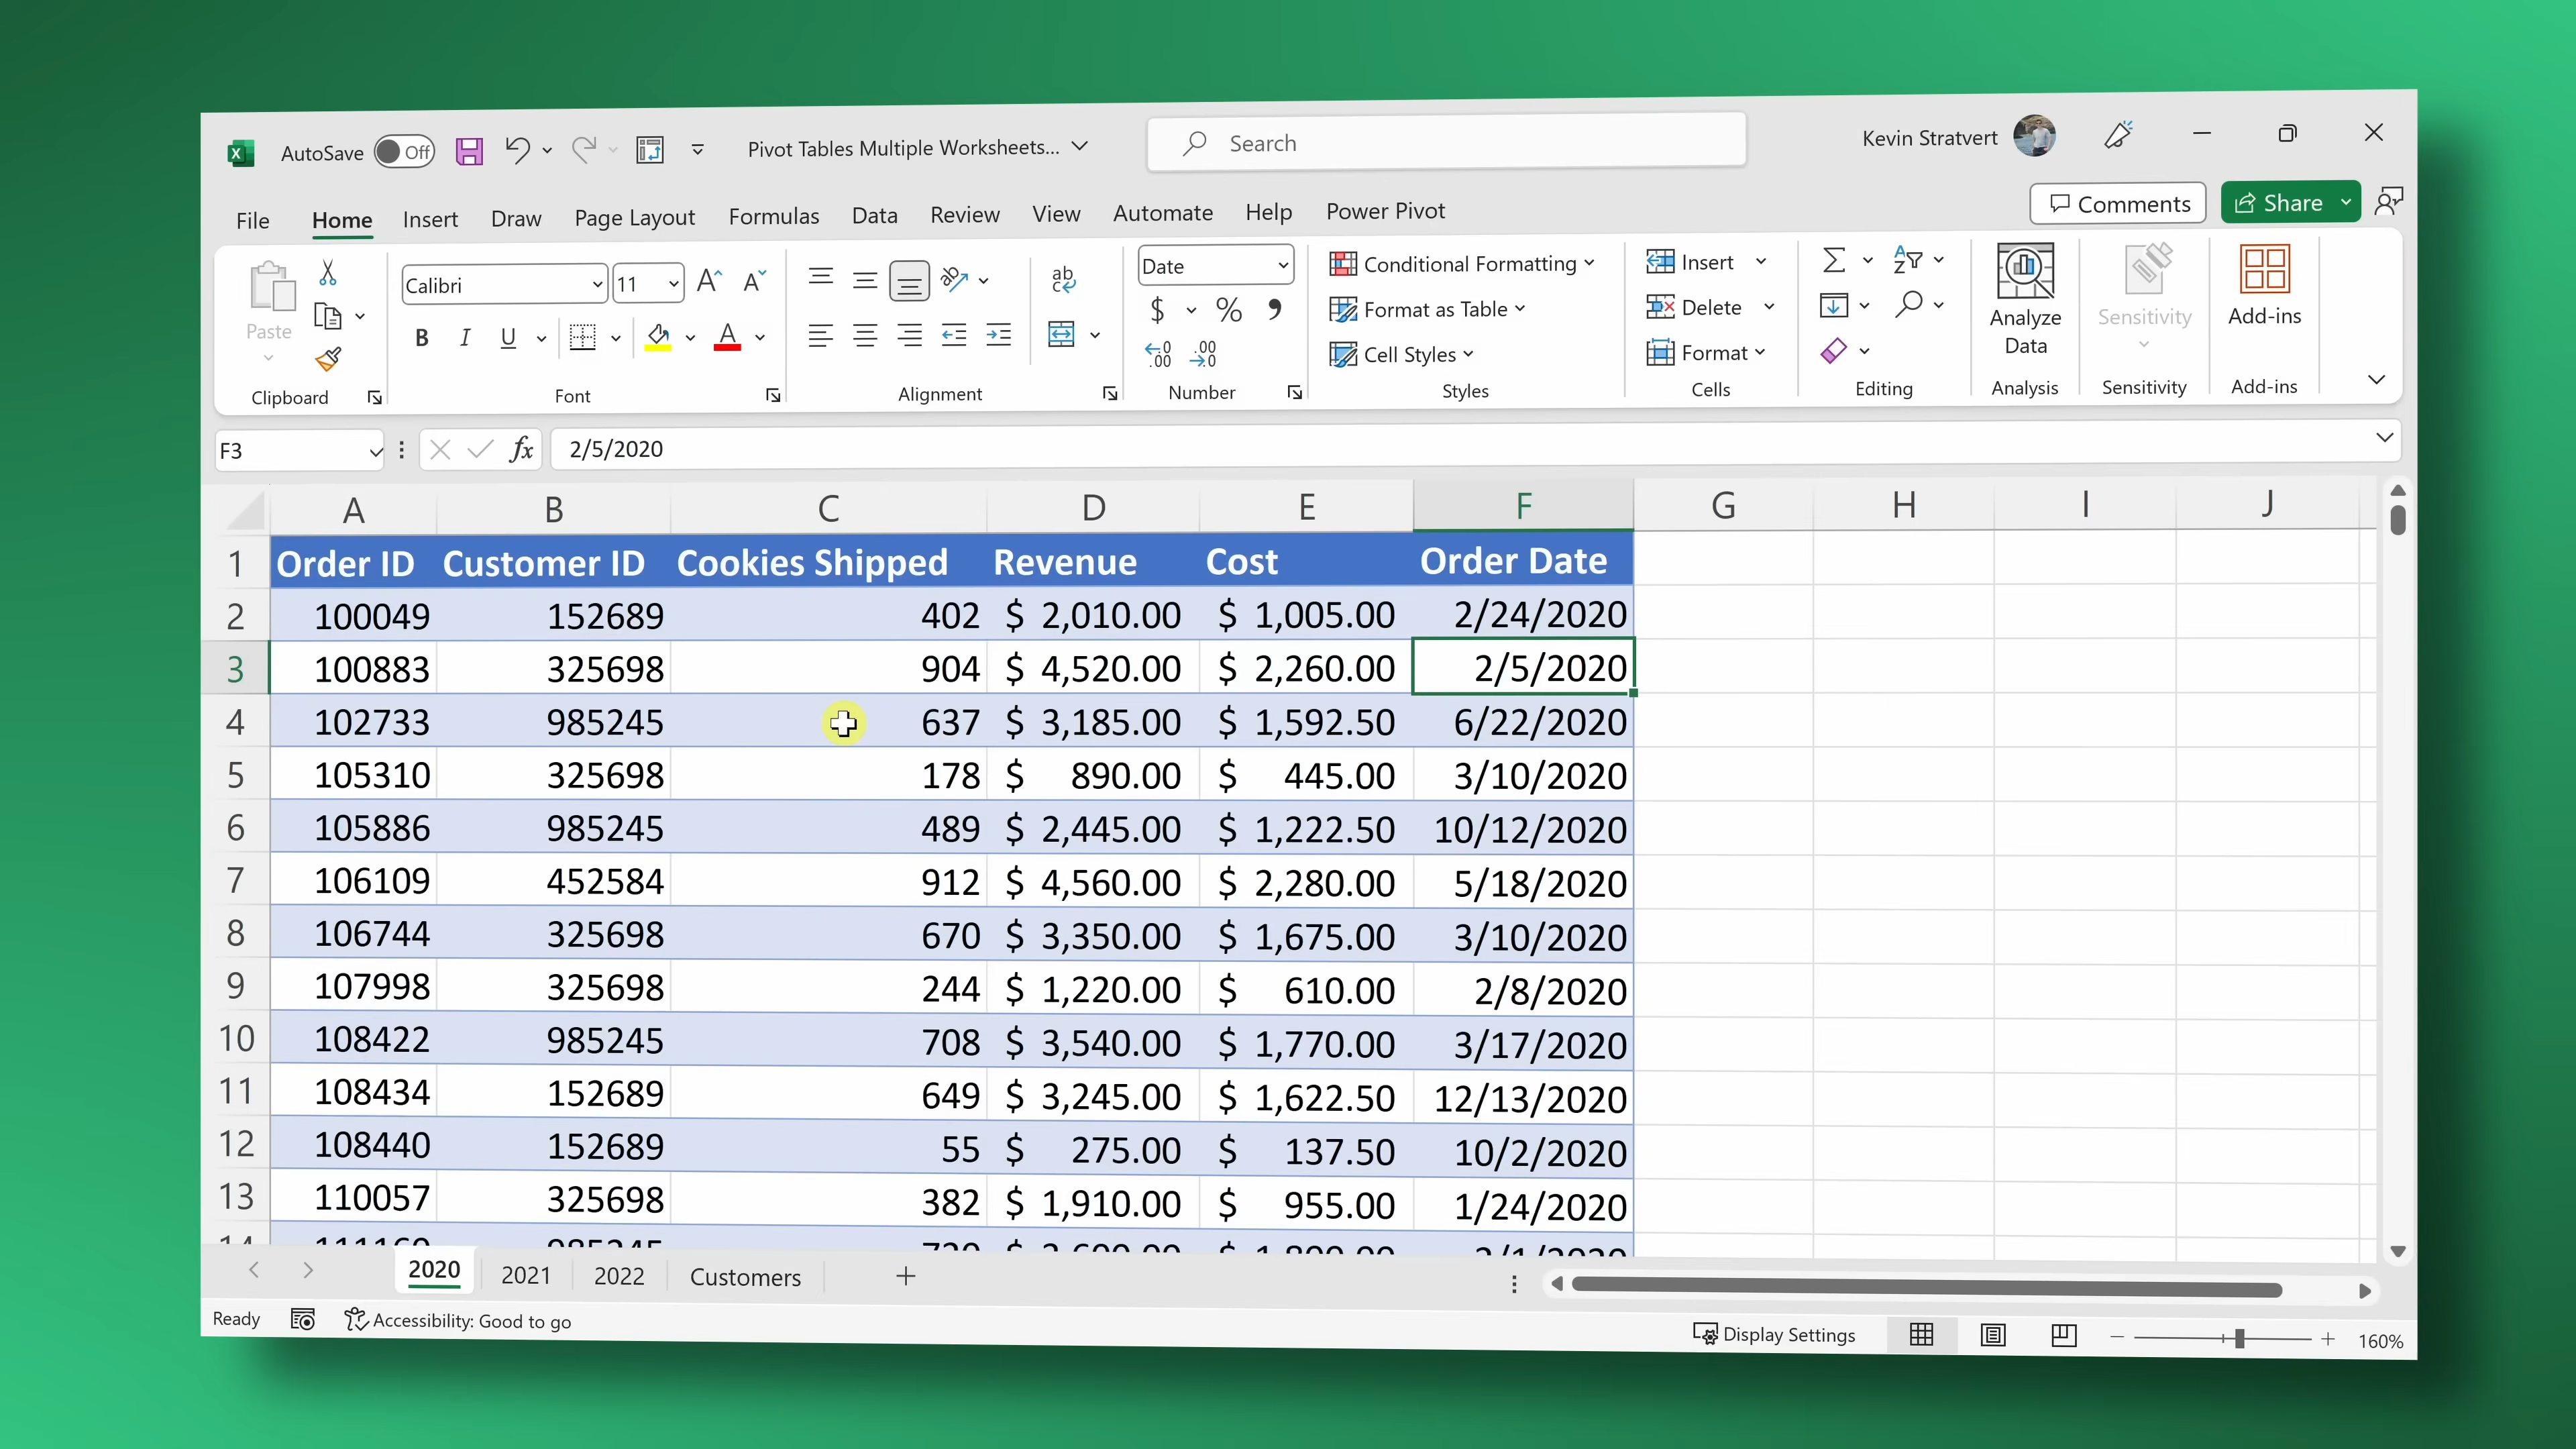 AutoSave Off Pivot Tables Multiple Worksheets... Search Kevin Stratvert
File Home Insert Draw Page Layout Formulas Data Review View Automate Help Power Pivot Comments Share
Paste Calibri 11 Date Conditional Formatting Insert Analyze Data Sensitivity Add-ins
B I U A $ % Format as Table Delete
Cell Styles Format
Clipboard Font Alignment Number Styles Cells Editing Analysis Sensitivity Add-ins
F3 fx 2/5/2020
A B C D E F G H I J
1 Order ID Customer ID Cookies Shipped Revenue Cost Order Date
2 100049 152689 402 $ 2,010.00 $ 1,005.00 2/24/2020
3 100883 325698 904 $ 4,520.00 $ 2,260.00 2/5/2020
4 102733 985245 637 $ 3,185.00 $ 1,592.50 6/22/2020
5 105310 325698 178 $ 890.00 $ 445.00 3/10/2020
6 105886 985245 489 $ 2,445.00 $ 1,222.50 10/12/2020
7 106109 452584 912 $ 4,560.00 $ 2,280.00 5/18/2020
8 106744 325698 670 $ 3,350.00 $ 1,675.00 3/10/2020
9 107998 325698 244 $ 1,220.00 $ 610.00 2/8/2020
10 108422 985245 708 $ 3,540.00 $ 1,770.00 3/17/2020
11 108434 152689 649 $ 3,245.00 $ 1,622.50 12/13/2020
12 108440 152689 55 $ 275.00 $ 137.50 10/2/2020
13 110057 325698 382 $ 1,910.00 $ 955.00 1/24/2020
2020 2021 2022 Customers
Ready Accessibility: Good to go Display Settings 160%